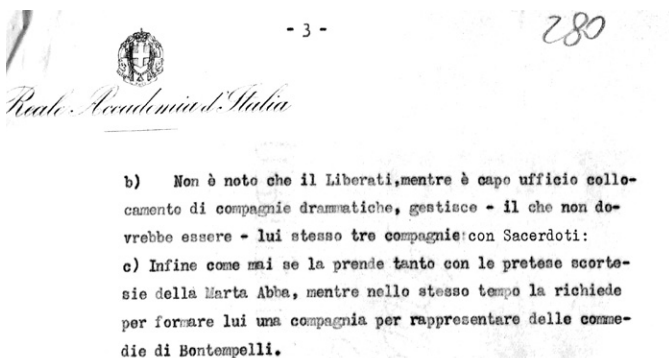 - 3 -
280
Reale Accademia d'Italia
b) Non è noto che il Liberati,mentre è capo ufficio collo-
camento di compagnie drammatiche, gestisce - il che non do-
vrebbe essere - lui stesso tre compagnie con Sacerdoti:
c) Infine come mai se la prende tanto con le pretese scorte-
sie della Marta Abba, mentre nello stesso tempo la richiede
per formare lui una compagnia per rappresentare delle comme-
die di Bontempelli.